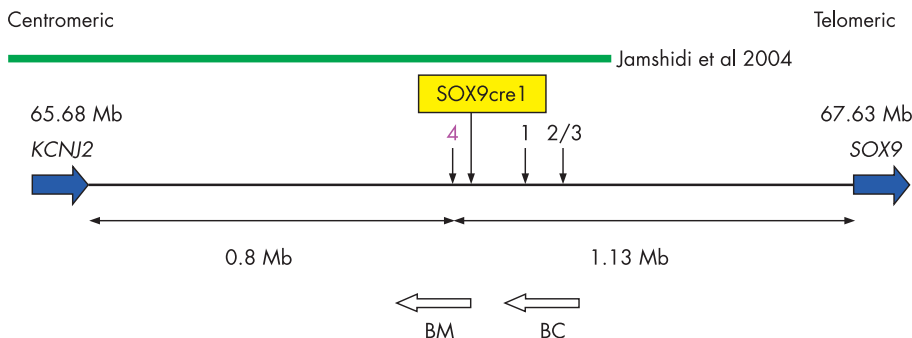 Centromeric
Telomeric
Jamshidi et al 2004
SOX9cre1
65.68 Mb
67.63 Mb
4
1
2/3
KCNJ2
SOX9
0.8 Mb
1.13 Mb
BM
BC